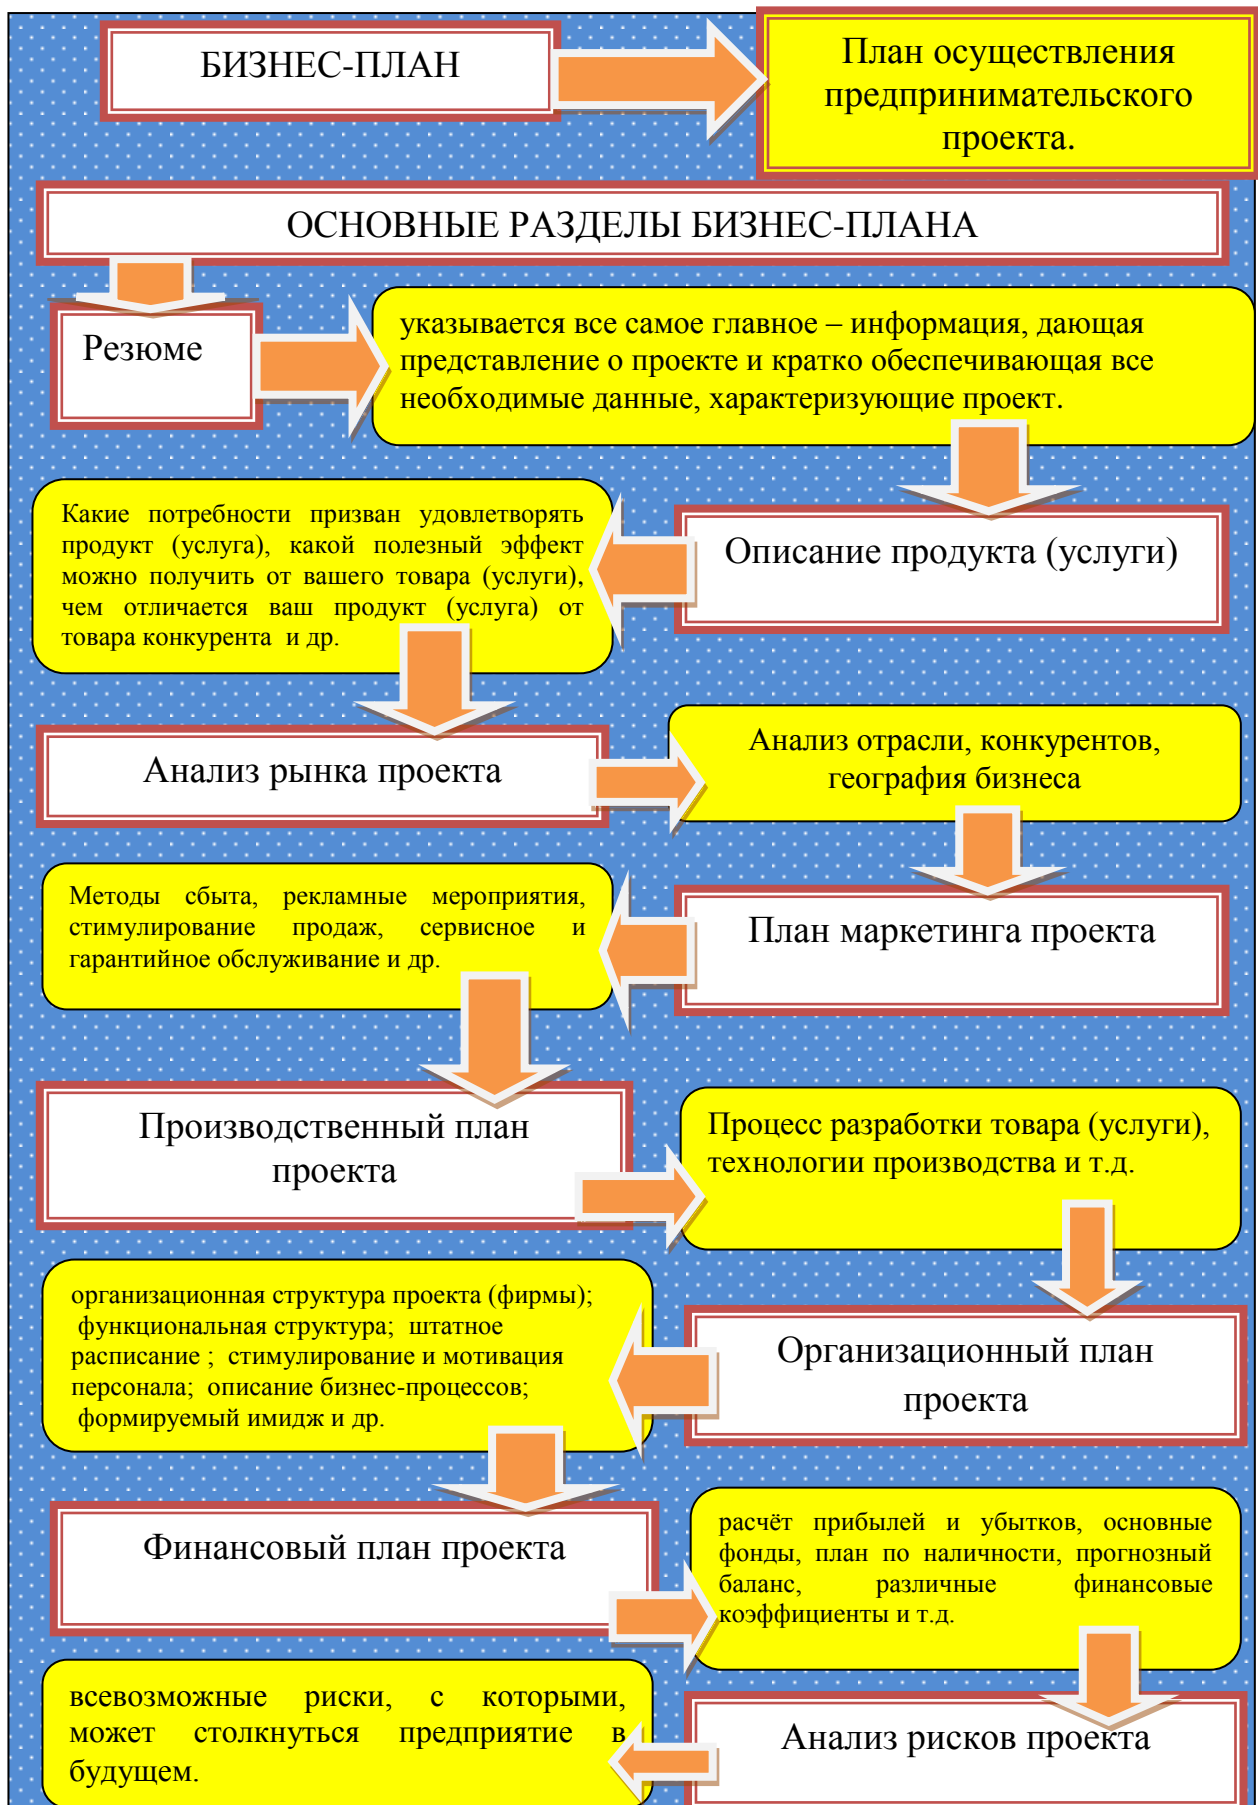 БИЗНЕС-ПЛАН
План осуществления
предпринимательского
проекта.
ОСНОВНЫЕ РАЗДЕЛЫ БИЗНЕС-ПЛАНА
Резюме
указывается все самое главное – информация, дающая
представление о проекте и кратко обеспечивающая все
необходимые данные, характеризующие проект.
Описание продукта (услуги)
Какие потребности призван удовлетворять
продукт (услуга), какой полезный эффект
можно получить от вашего товара (услуги),
чем отличается ваш продукт (услуга) от
товара конкурента и др.
Анализ рынка проекта
Анализ отрасли, конкурентов,
география бизнеса
План маркетинга проекта
Методы сбыта, рекламные мероприятия,
стимулирование продаж, сервисное и
гарантийное обслуживание и др.
Производственный план
проекта
Процесс разработки товара (услуги),
технологии производства и т.д.
Организационный план
проекта
организационная структура проекта (фирмы);
функциональная структура; штатное
расписание ; стимулирование и мотивация
персонала; описание бизнес-процессов;
формируемый имидж и др.
Финансовый план проекта
расчёт прибылей и убытков, основные
фонды, план по наличности, прогнозный
баланс, различные финансовые
коэффициенты и т.д.
Анализ рисков проекта
всевозможные риски, с которыми,
может столкнуться предприятие в
будущем.